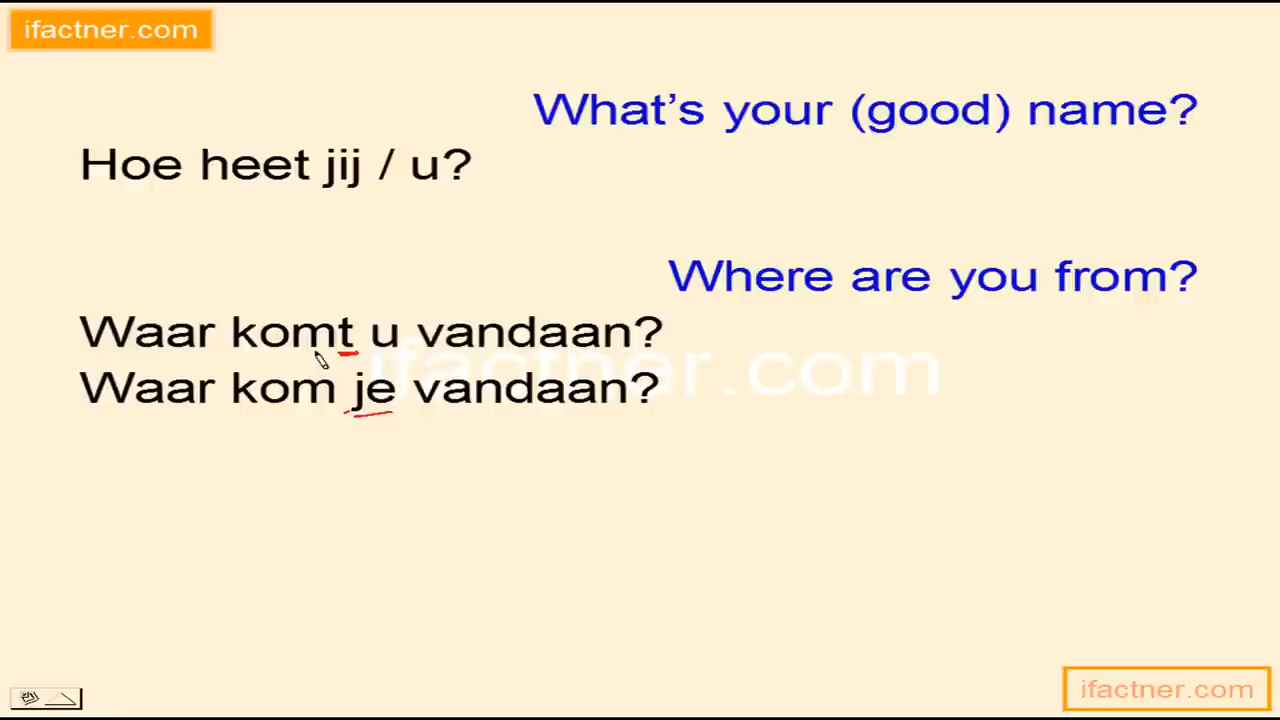 ifactner.com
What's your (good) name?
Hoe heet jij / u?
Where are you from?
Waar komt u vandaan?
ifactner.com
Waar kom je vandaan?
ifactner.com